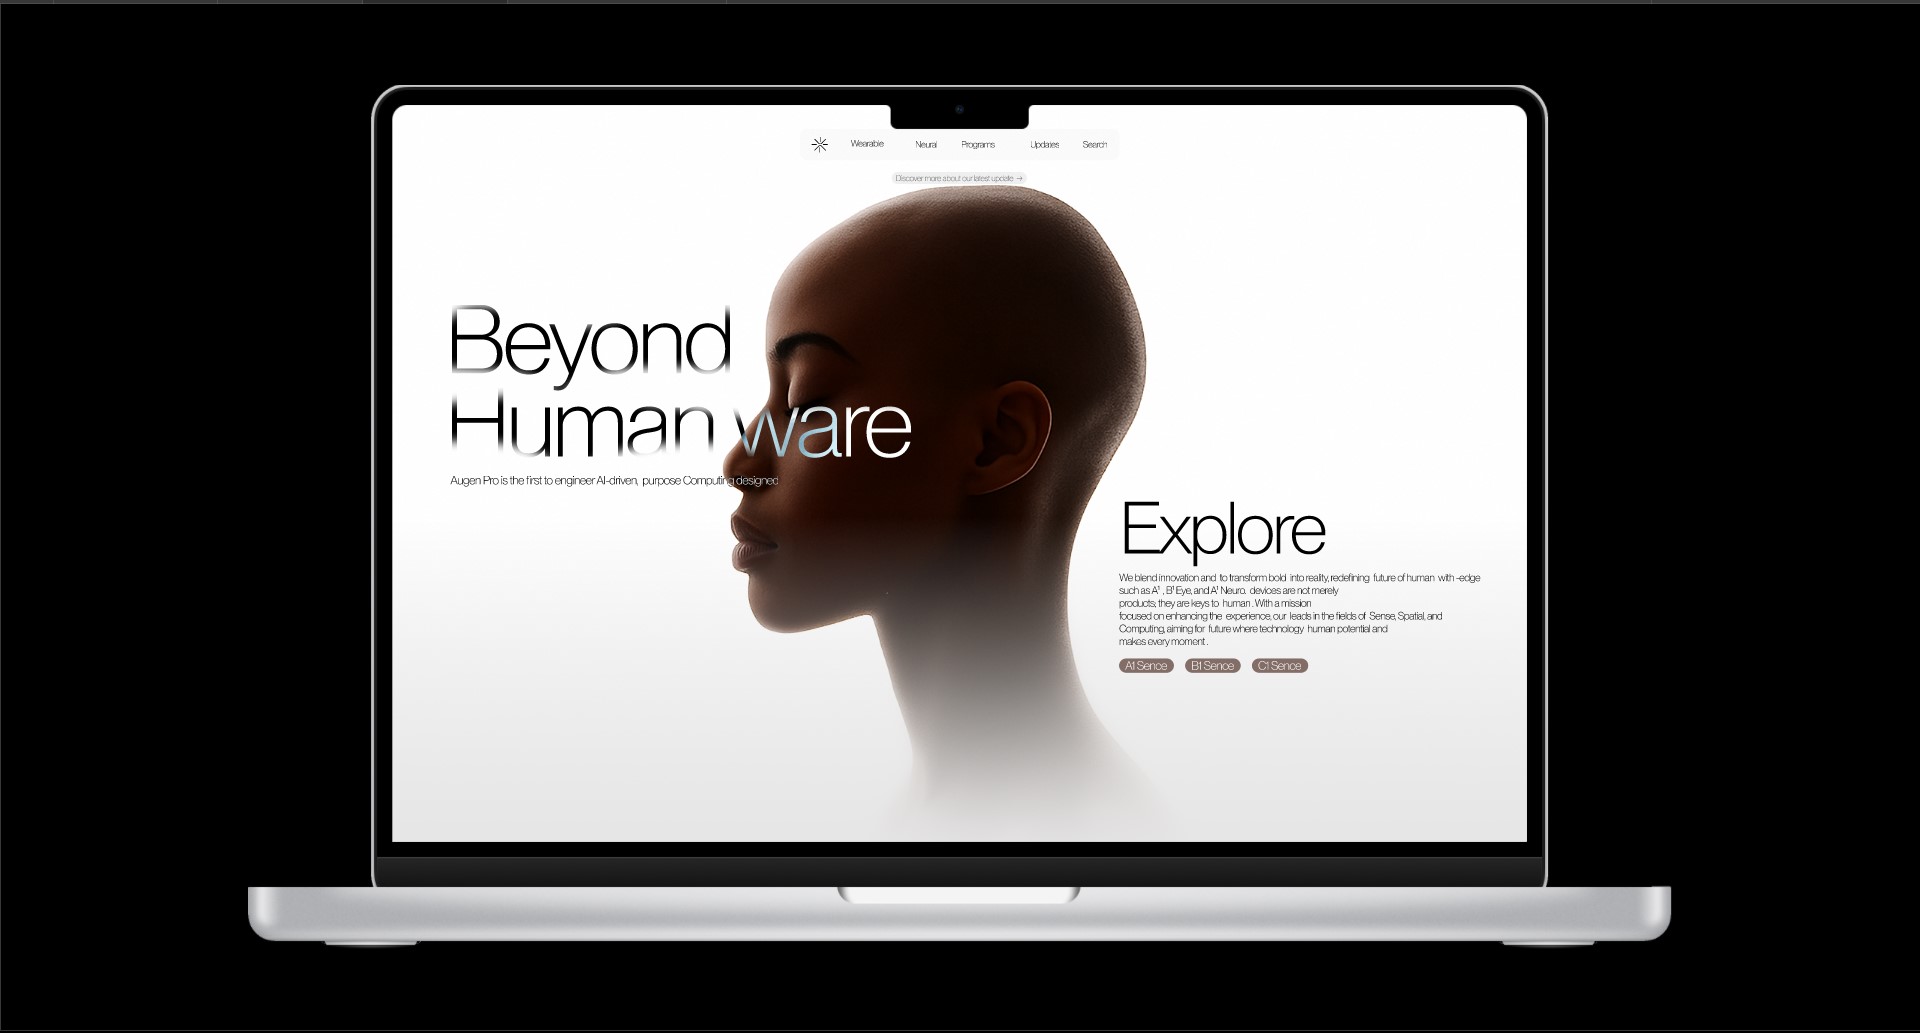 Wearable Neural Programs Updates Search
Discover more about our latest update →
Beyond
Human ware
Augen Pro is the first to engineer AI-driven, purpose Computing designed
Explore
We blend innovation and to transform bold into reality, redefining future of human with -edge
such as A¹ , B¹ Eye, and A¹ Neuro. devices are not merely
products; they are keys to human . With a mission
focused on enhancing the experience, our leads in the fields of Sense, Spatial, and
Computing, aiming for future where technology human potential and
makes every moment .
A1 Sence B1 Sence C1 Sence